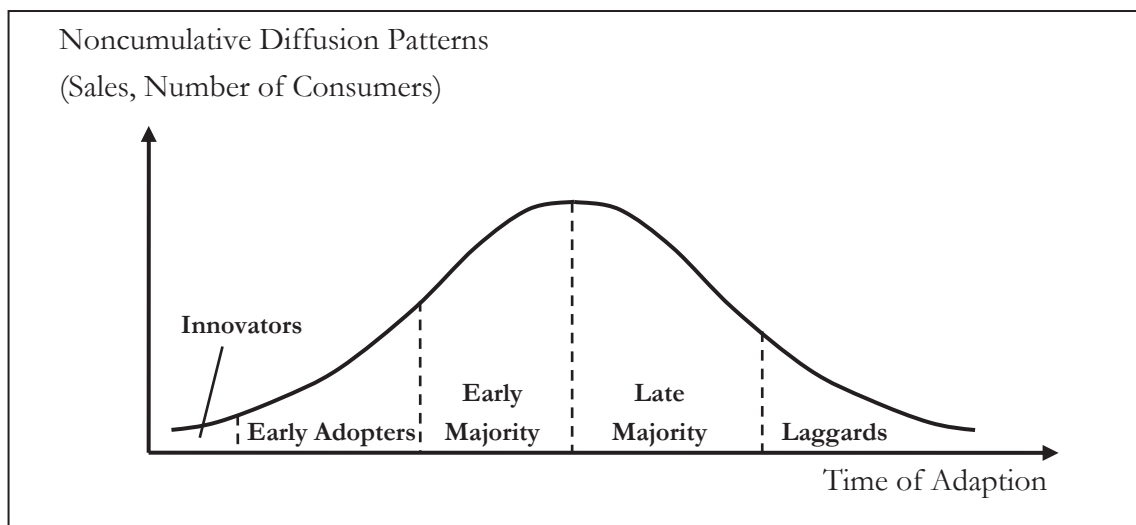 Noncumulative Diffusion Patterns
(Sales, Number of Consumers)
Innovators
Early Adopters
Early
Majority
Late
Majority
Laggards
Time of Adaption